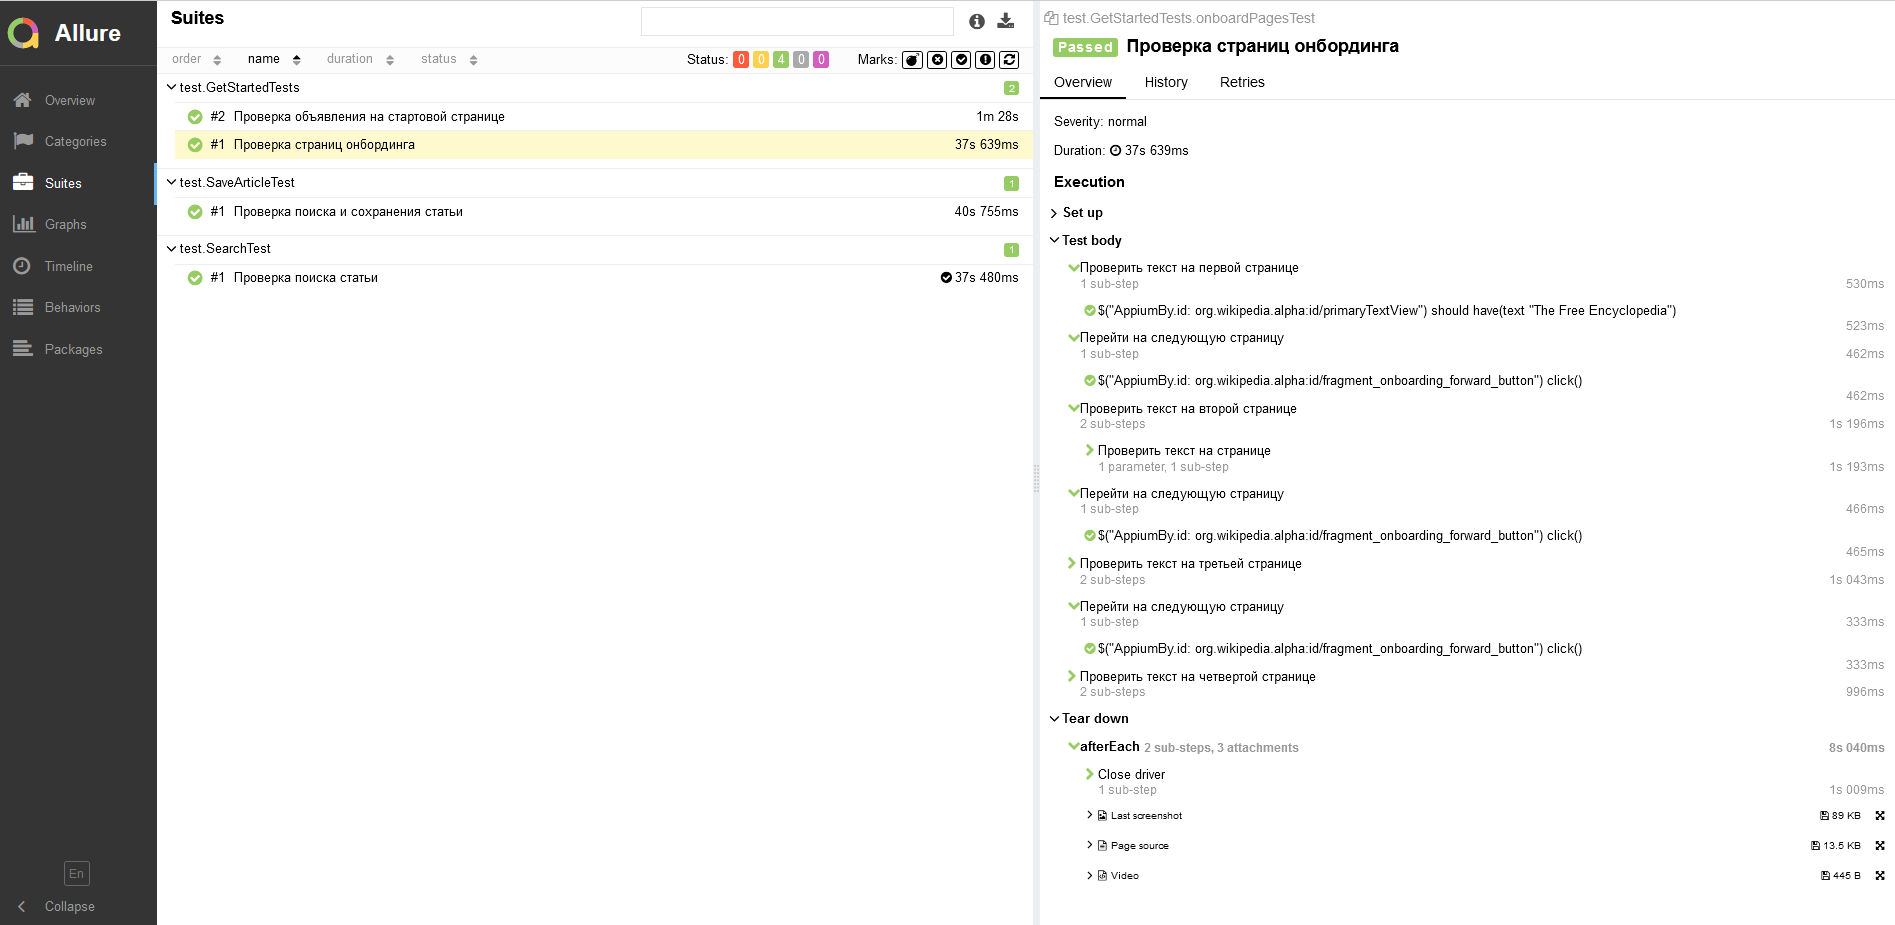 Allure
Overview
Categories
Suites
Graphs
Timeline
Behaviors
Packages
En
Collapse
Suites
order name duration status Status: 0 0 4 0 0 Marks:
test.GetStartedTests 2
#2 Проверка объявления на стартовой странице 1m 28s
#1 Проверка страниц онбординга 37s 639ms
test.SaveArticleTest 1
#1 Проверка поиска и сохранения статьи 40s 755ms
test.SearchTest 1
#1 Проверка поиска статьи 37s 480ms
test.GetStartedTests.onboardPagesTest
Passed Проверка страниц онбординга
Overview History Retries
Severity: normal
Duration: 37s 639ms
Execution
Set up
Test body
Проверить текст на первой странице
1 sub-step 530ms
$("AppiumBy.id: org.wikipedia.alpha:id/primaryTextView") should have(text "The Free Encyclopedia")
523ms
Перейти на следующую страницу
1 sub-step 462ms
$("AppiumBy.id: org.wikipedia.alpha:id/fragment_onboarding_forward_button") click()
462ms
Проверить текст на второй странице
2 sub-steps 1s 196ms
Проверить текст на странице
1 parameter, 1 sub-step 1s 193ms
Перейти на следующую страницу
1 sub-step 466ms
$("AppiumBy.id: org.wikipedia.alpha:id/fragment_onboarding_forward_button") click()
465ms
Проверить текст на третьей странице
2 sub-steps 1s 043ms
Перейти на следующую страницу
1 sub-step 333ms
$("AppiumBy.id: org.wikipedia.alpha:id/fragment_onboarding_forward_button") click()
333ms
Проверить текст на четвертой странице
2 sub-steps 996ms
Tear down
afterEach 2 sub-steps, 3 attachments 8s 040ms
Close driver
1 sub-step 1s 009ms
Last screenshot 89 KB
Page source 13.5 KB
Video 445 B